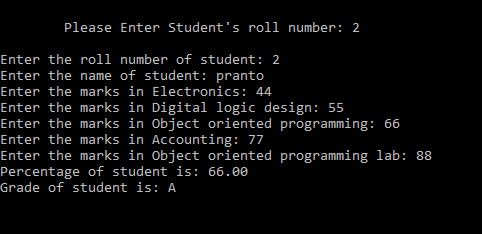 Please Enter Student's roll number: 2
Enter the roll number of student: 2
Enter the name of student: pranto
Enter the marks in Electronics: 44
Enter the marks in Digital logic design: 55
Enter the marks in Object oriented programming: 66
Enter the marks in Accounting: 77
Enter the marks in Object oriented programming lab: 88
Percentage of student is: 66.00
Grade of student is: A